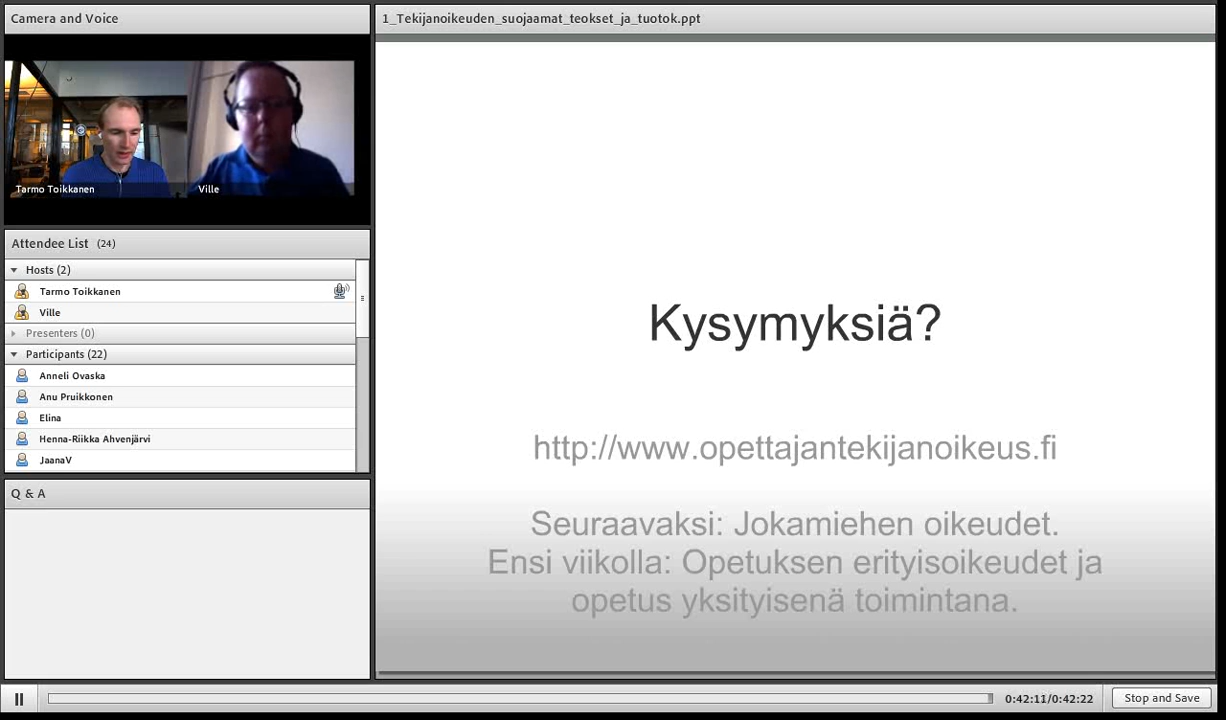 Camera and Voice
Tarmo Toikkanen
Ville
Attendee List (24)
Hosts (2)
Tarmo Toikkanen
Ville
Presenters (0)
Participants (22)
Anneli Ovaska
Anu Pruikkonen
Elina
Henna-Riikka Ahvenjärvi
JaanaV
Q & A
1_Tekijanoikeuden_suojaamat_teokset_ja_tuotok.ppt
Kysymyksiä?
http://www.opettajantekijanoikeus.fi
Seuraavaksi: Jokamiehen oikeudet.
Ensi viikolla: Opetuksen erityisoikeudet ja
opetus yksityisenä toimintana.
0:42:11/0:42:22
Stop and Save